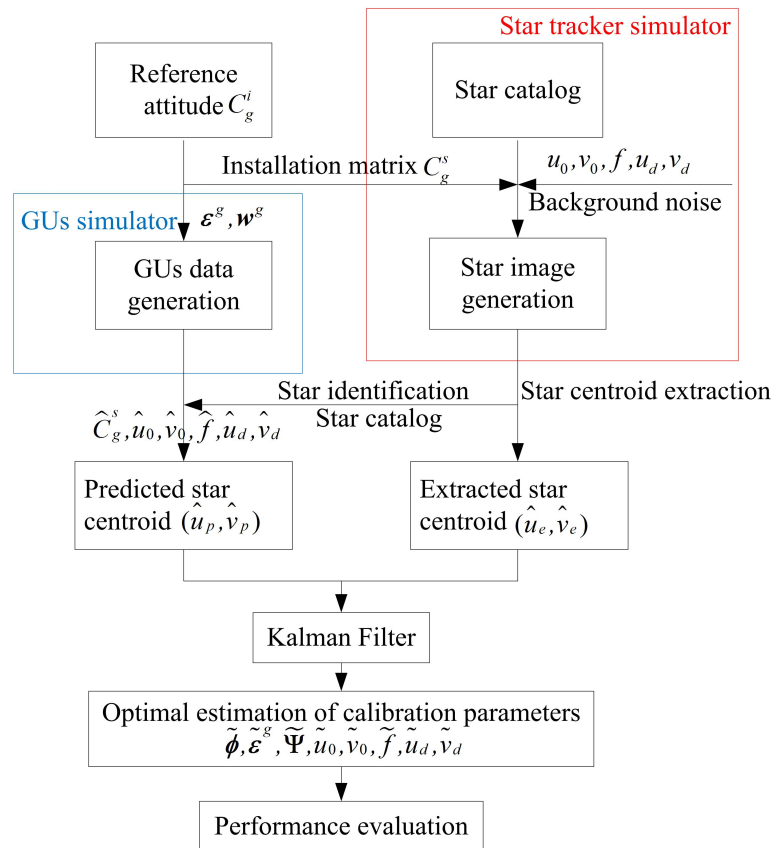 Star tracker simulator
Reference
attitude C_g^i
Star catalog
Installation matrix C_g^s
u_0,v_0,f,u_d,v_d
Background noise
GUs simulator
ε^g,w^g
GUs data
generation
Star image
generation
Star identification
Star catalog
Star centroid extraction
Ĉ_g^s,û_0,v̂_0,f̂,û_d,v̂_d
Predicted star
centroid (û_p,v̂_p)
Extracted star
centroid (û_e,v̂_e)
Kalman Filter
Optimal estimation of calibration parameters
ϕ̃,ε̃^g,Ψ̃,ũ_0,ṽ_0,f̃,ũ_d,ṽ_d
Performance evaluation